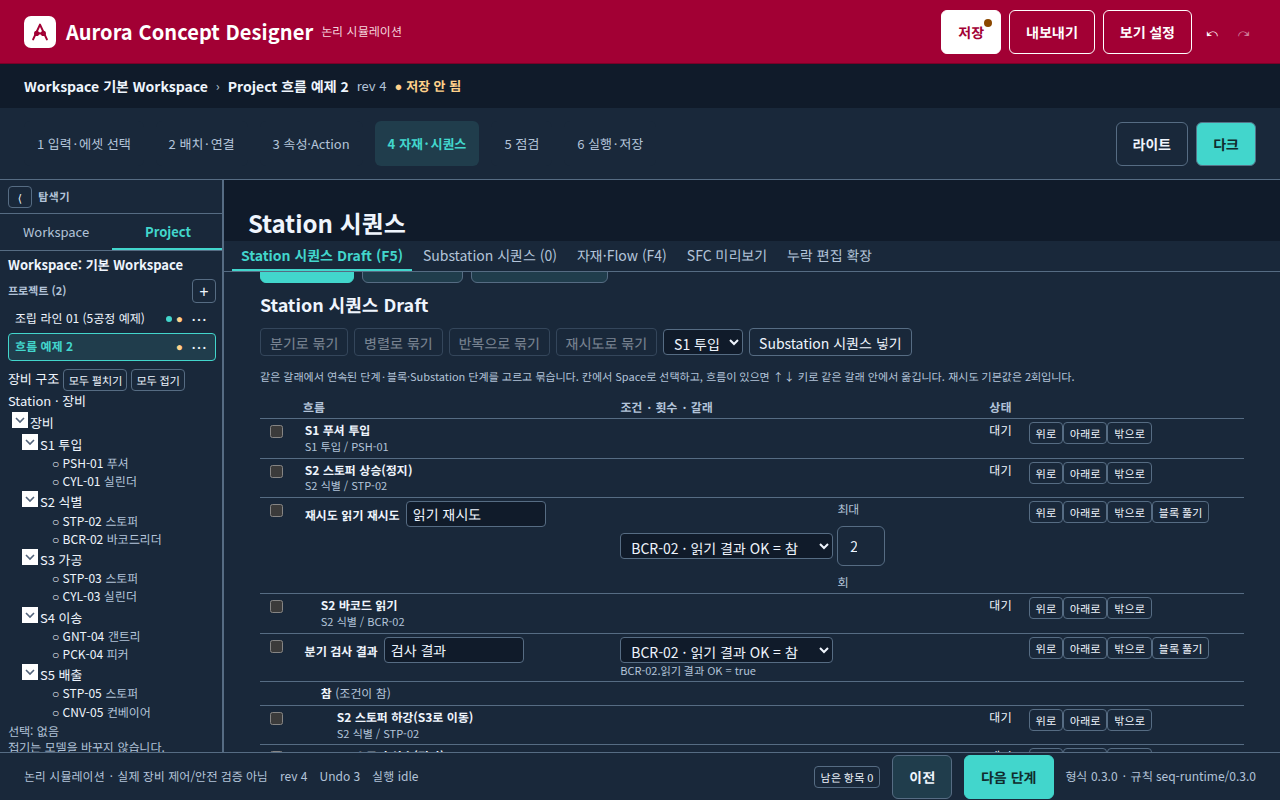 Aurora Concept Designer 논리 시뮬레이션
저장 내보내기 보기 설정
Workspace 기본 Workspace › Project 흐름 예제 2 rev 4 ● 저장 안 됨
1 입력·에셋 선택 2 배치·연결 3 속성·Action 4 자재·시퀀스 5 점검 6 실행·저장
라이트 다크
⟨ 탐색기
Workspace Project
Workspace: 기본 Workspace
프로젝트 (2) +
조립 라인 01 (5공정 예제) ● ● ...
흐름 예제 2 ● ...
장비 구조 모두 펼치기 모두 접기
Station · 장비
장비
S1 투입
○ PSH-01 푸셔
○ CYL-01 실린더
S2 식별
○ STP-02 스토퍼
○ BCR-02 바코드리더
S3 가공
○ STP-03 스토퍼
○ CYL-03 실린더
S4 이송
○ GNT-04 갠트리
○ PCK-04 피커
S5 배출
○ STP-05 스토퍼
○ CNV-05 컨베이어
선택: 없음
접기는 모델을 바꾸지 않습니다.
Station 시퀀스
Station 시퀀스 Draft (F5) Substation 시퀀스 (0) 자재·Flow (F4) SFC 미리보기 누락 편집 확장
Station 시퀀스 Draft
분기로 묶기 병렬로 묶기 반복으로 묶기 재시도로 묶기 S1 투입 Substation 시퀀스 넣기
같은 갈래에서 연속된 단계·블록·Substation 단계를 고르고 묶습니다. 칸에서 Space로 선택하고, 흐름이 있으면 ↑↓ 키로 같은 갈래 안에서 옮깁니다. 재시도 기본값은 2회입니다.
흐름 조건 · 횟수 · 갈래 상태
S1 푸셔 투입 대기 위로 아래로 밖으로
S1 투입 / PSH-01
S2 스토퍼 상승(정지) 대기 위로 아래로 밖으로
S2 식별 / STP-02
재시도 읽기 재시도 읽기 재시도 최대 위로 아래로 밖으로 블록 풀기
BCR-02 · 읽기 결과 OK = 참 2
회
S2 바코드 읽기 대기 위로 아래로 밖으로
S2 식별 / BCR-02
분기 검사 결과 검사 결과 BCR-02 · 읽기 결과 OK = 참 위로 아래로 밖으로 블록 풀기
BCR-02.읽기 결과 OK = true
참 (조건이 참)
S2 스토퍼 하강(S3로 이동) 대기 위로 아래로 밖으로
S2 식별 / STP-02
논리 시뮬레이션 · 실제 장비 제어/안전 검증 아님 rev 4 Undo 3 실행 idle
남은 항목 0 이전 다음 단계 형식 0.3.0 · 규칙 seq-runtime/0.3.0